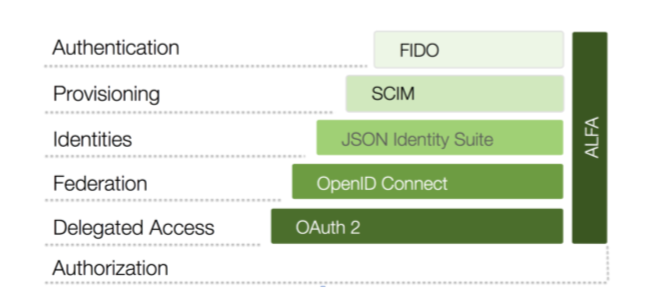 Authentication FIDO
Provisioning SCIM
Identities JSON Identity Suite
Federation OpenID Connect
Delegated Access OAuth 2
Authorization
ALFA